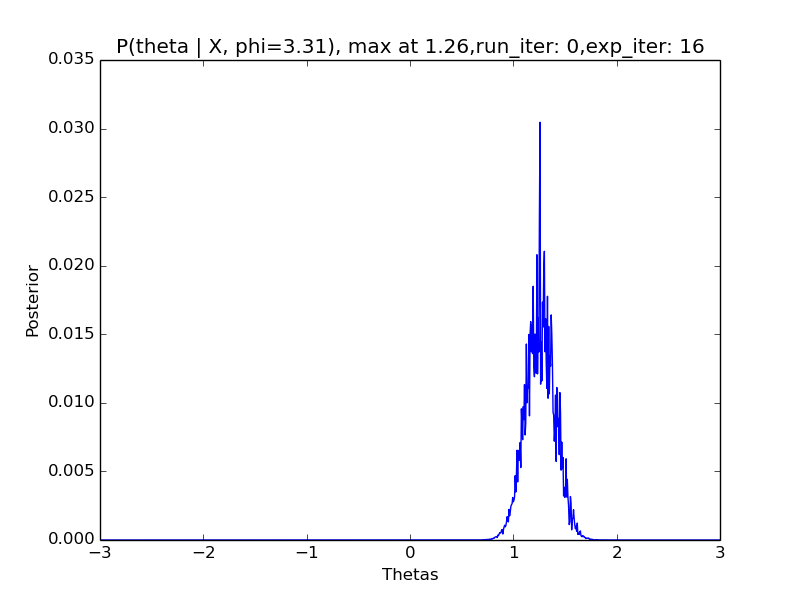 P(theta | X, phi=3.31), max at 1.26,run_iter: 0,exp_iter: 16
0.035
0.030
0.025
0.020
0.015
0.010
0.005
0.000
Posterior
−3 −2 −1 0 1 2 3
Thetas